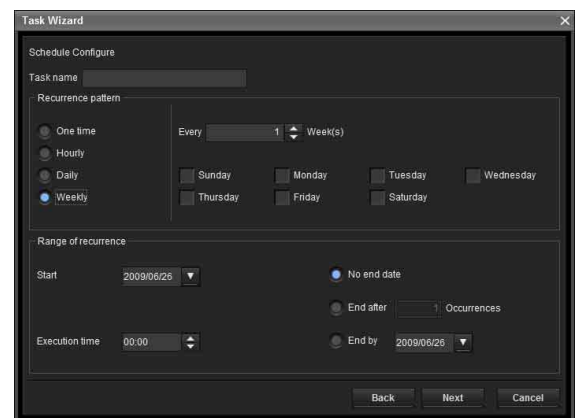 Task Wizard
Schedule Configure
Task name
Recurrence pattern
One time
Every 1 Week(s)
Hourly
Daily
Sunday Monday Tuesday Wednesday
Weekly
Thursday Friday Saturday
Range of recurrence
Start 2009/06/26
No end date
End after 1 Occurrences
Execution time 00:00
End by 2009/06/26
Back Next Cancel